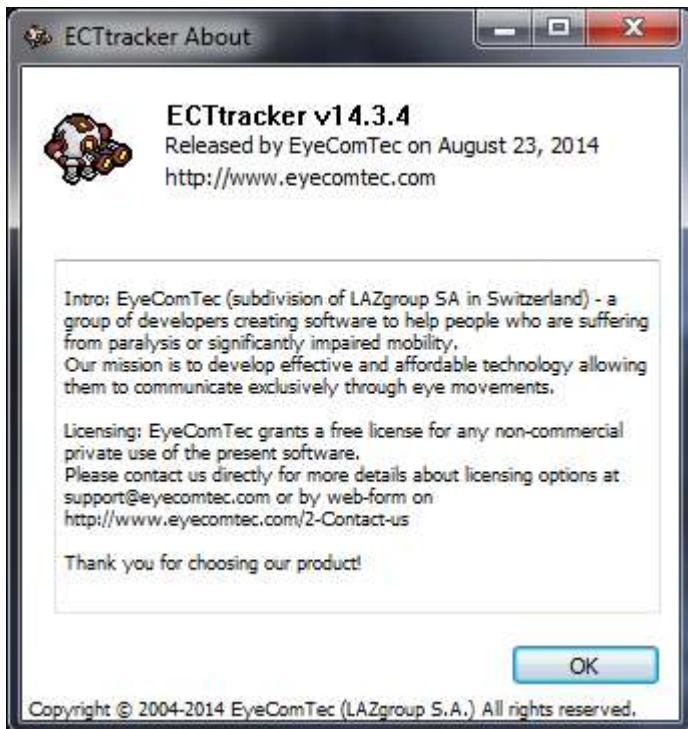 ECTtracker About
ECTtracker v14.3.4
Released by EyeComTec on August 23, 2014
http://www.eyecomtec.com
Intro: EyeComTec (subdivision of LAZgroup SA in Switzerland) - a
group of developers creating software to help people who are suffering
from paralysis or significantly impaired mobility.
Our mission is to develop effective and affordable technology allowing
them to communicate exclusively through eye movements.
Licensing: EyeComTec grants a free license for any non-commercial
private use of the present software.
Please contact us directly for more details about licensing options at
support@eyecomtec.com or by web-form on
http://www.eyecomtec.com/2-Contact-us
Thank you for choosing our product!
OK
Copyright © 2004-2014 EyeComTec (LAZgroup S.A.) All rights reserved.